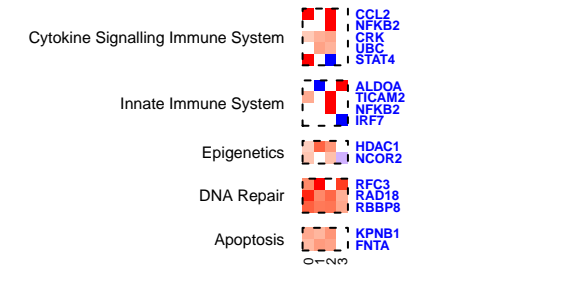 Cytokine Signalling Immune System
CCL2
NFKB2
CRK
UBC
STAT4
Innate Immune System
ALDOA
TICAM2
NFKB2
IRF7
Epigenetics
HDAC1
NCOR2
DNA Repair
RFC3
RAD18
RBBP8
Apoptosis
KPNB1
FNTA
0 1 2 3